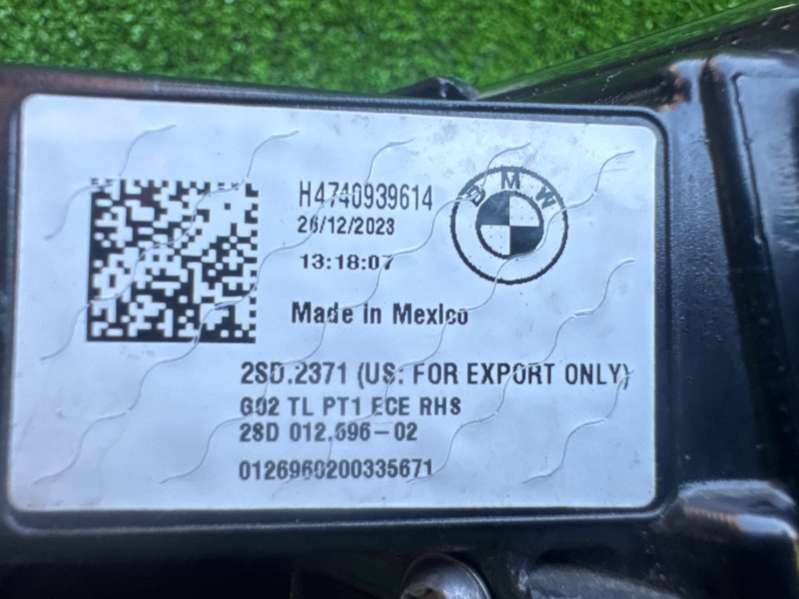 H4740939614
26/12/2023
13:18:07
BMW
Made in Mexico
2SD.2371 (US: FOR EXPORT ONLY)
G02 TL PT1 ECE RHS
2SD 012.696-02
0126960200335671